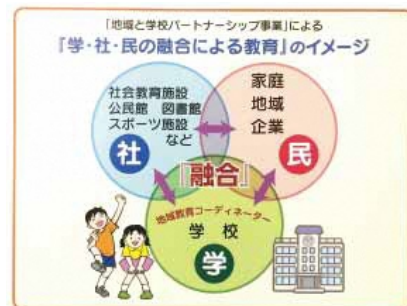 「地域と学校パートナーシップ事業」による
『学・社・民の融合による教育』のイメージ
社会教育施設
公民館 図書館
スポーツ施設
など
社
家庭
地域
企業
民
『融合』
地域教育コーディネーター
学校
学